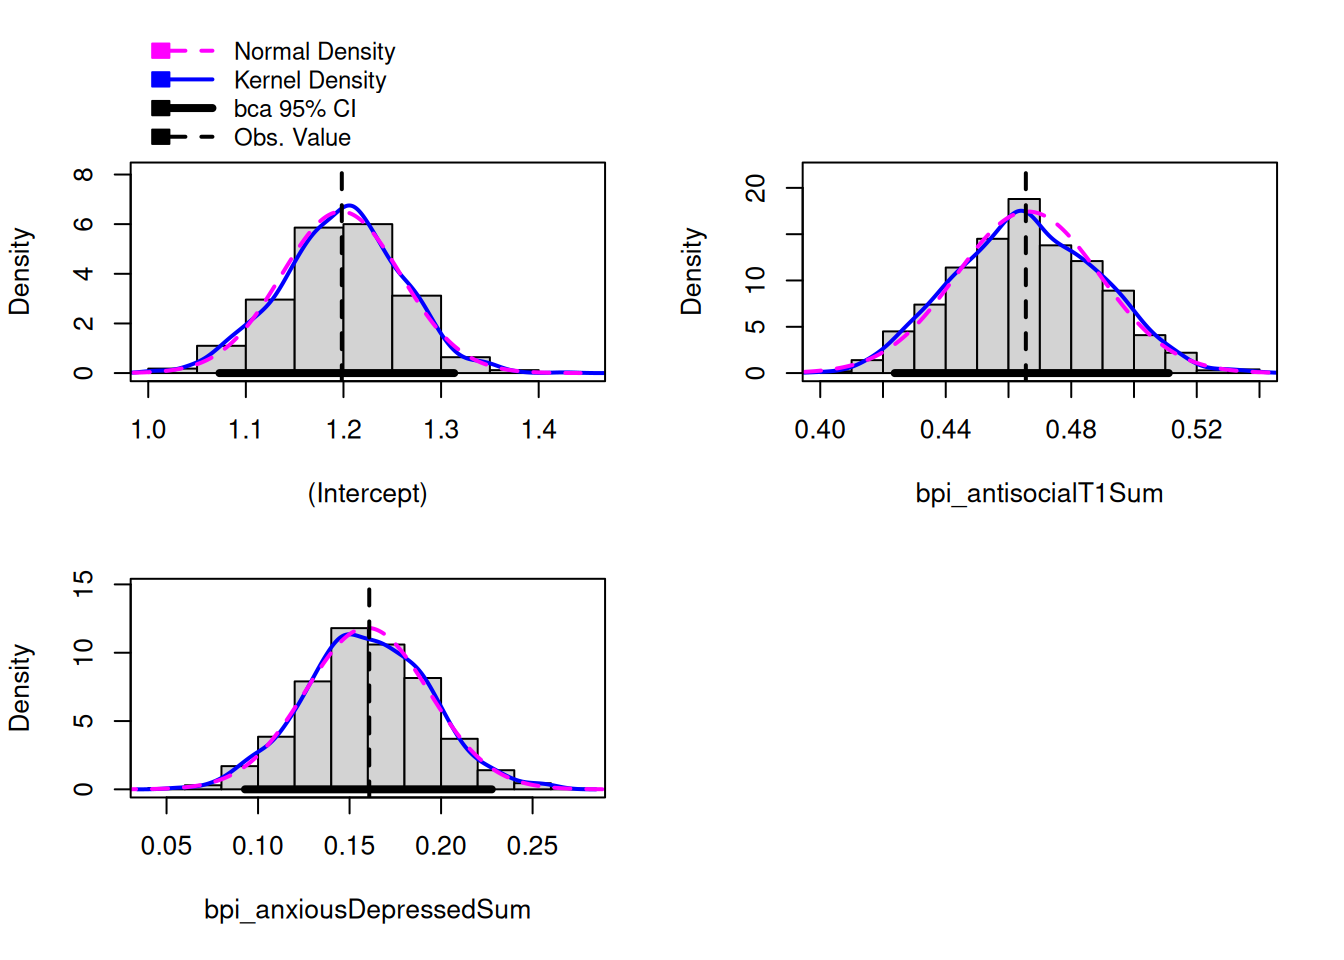 Normal Density
Kernel Density
bca 95% CI
Obs. Value
Density
8
6
4
2
0
1.0 1.1 1.2 1.3 1.4
(Intercept)
Density
20
10
5
0
0.40 0.44 0.48 0.52
bpi_antisocialT1Sum
Density
15
10
5
0
0.05 0.10 0.15 0.20 0.25
bpi_anxiousDepressedSum